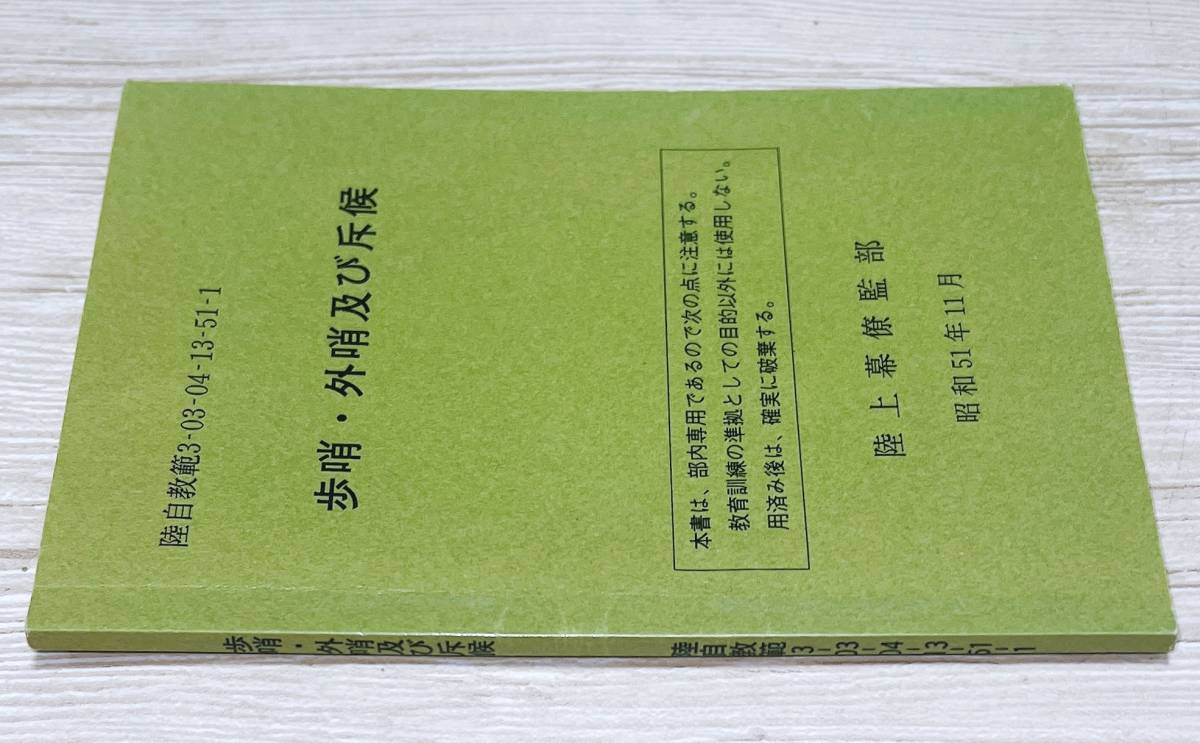 陸自教範3-03-04-13-51-1
歩哨・外哨及び斥候
本書は、部内専用であるので次の点に注意する。
教育訓練の準拠としての目的以外には使用しない。
用済み後は、確実に破棄する。
陸上幕僚監部
昭和51年11月
歩哨・外哨及び斥候
陸自教範3-03-04-13-51-1